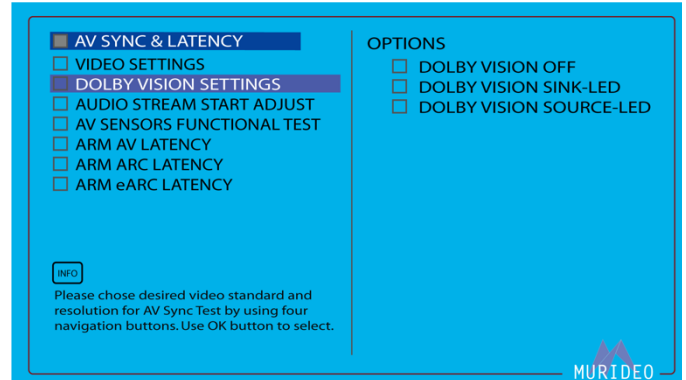 AV SYNC & LATENCY
VIDEO SETTINGS
DOLBY VISION SETTINGS
AUDIO STREAM START ADJUST
AV SENSORS FUNCTIONAL TEST
ARM AV LATENCY
ARM ARC LATENCY
ARM eARC LATENCY
INFO
Please chose desired video standard and
resolution for AV Sync Test by using four
navigation buttons. Use OK button to select.
OPTIONS
DOLBY VISION OFF
DOLBY VISION SINK-LED
DOLBY VISION SOURCE-LED
MURIDEO